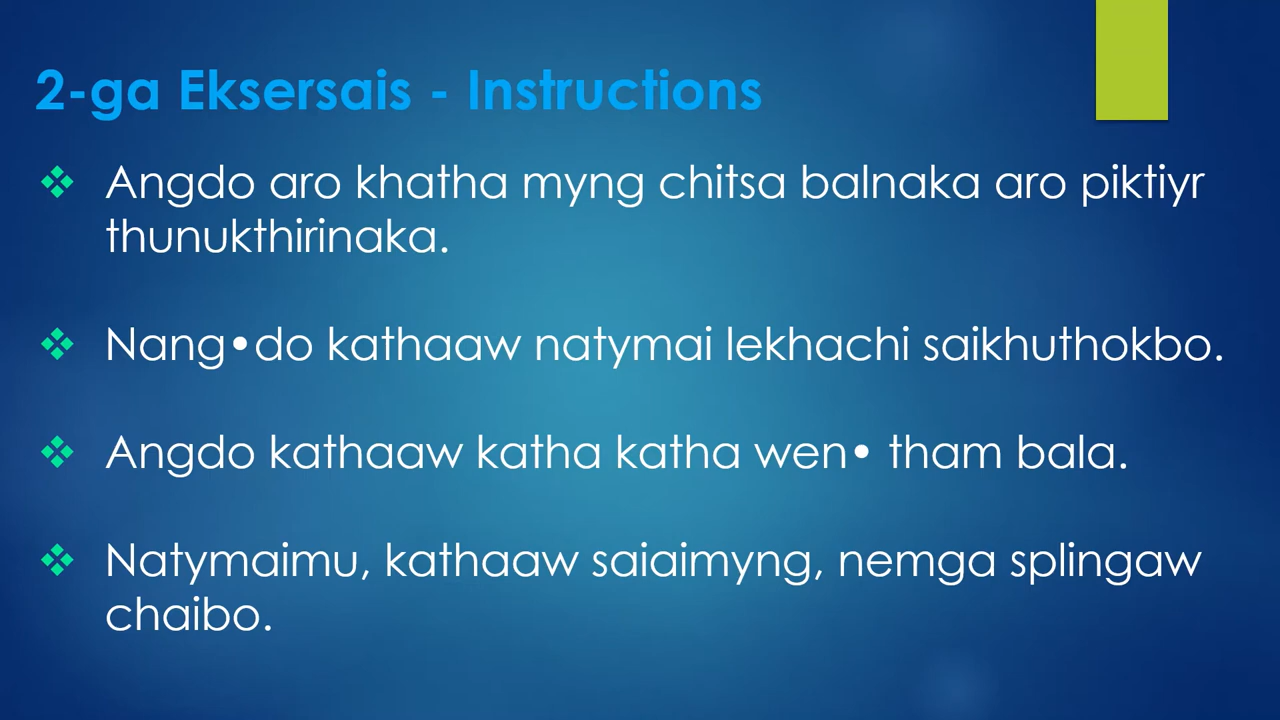 2-ga Eksersais - Instructions
❖ Angdo aro khatha myng chitsa balnaka aro piktiyr
thunukthirinaka.
❖ Nang•do kathaaw natymai lekhachi saikhuthokbo.
❖ Angdo kathaaw katha katha wen• tham bala.
❖ Natymaimu, kathaaw saiaimyng, nemga splingaw
chaibo.